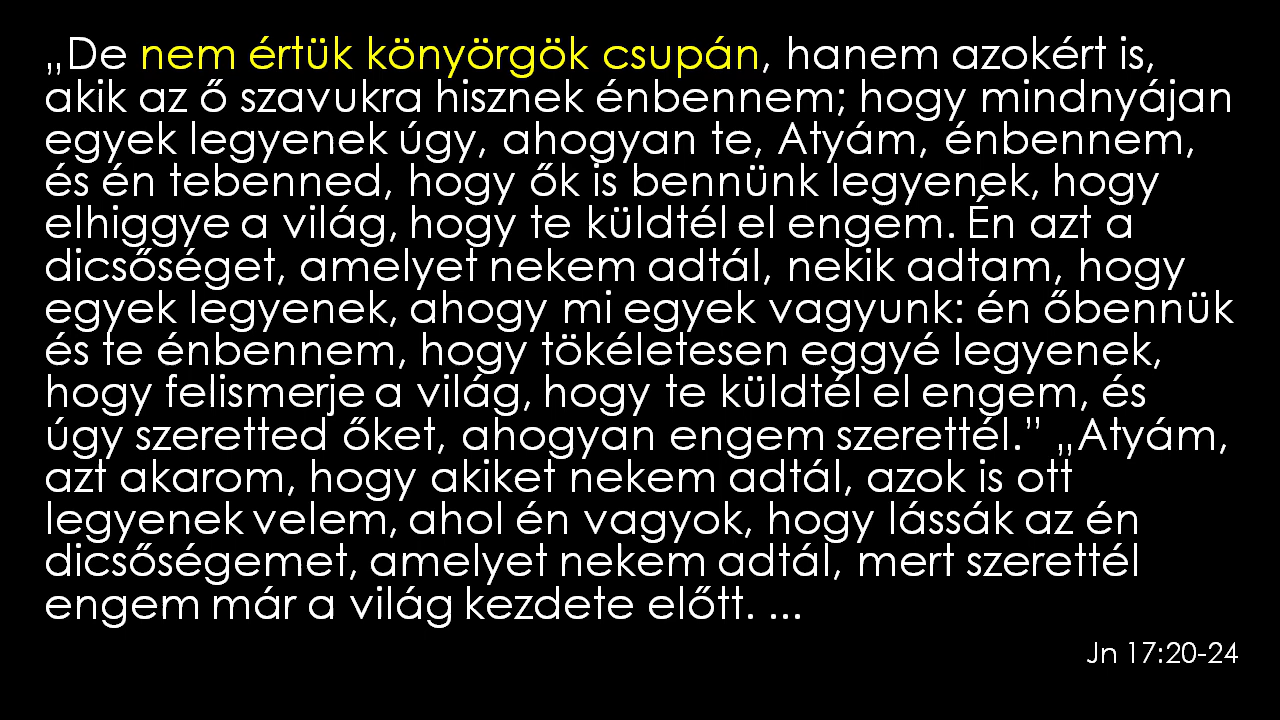 „De nem értük könyörgök csupán, hanem azokért is,
akik az ő szavukra hisznek énbennem; hogy mindnyájan
egyek legyenek úgy, ahogyan te, Atyám, énbennem,
és én tebenned, hogy ők is bennünk legyenek, hogy
elhiggye a világ, hogy te küldtél el engem. Én azt a
dicsőséget, amelyet nekem adtál, nekik adtam, hogy
egyek legyenek, ahogy mi egyek vagyunk: én őbennük
és te énbennem, hogy tökéletesen eggyé legyenek,
hogy felismerje a világ, hogy te küldtél el engem, és
úgy szeretted őket, ahogyan engem szerettél.” „Atyám,
azt akarom, hogy akiket nekem adtál, azok is ott
legyenek velem, ahol én vagyok, hogy lássák az én
dicsőségemet, amelyet nekem adtál, mert szerettél
engem már a világ kezdete előtt. ...
Jn 17:20-24